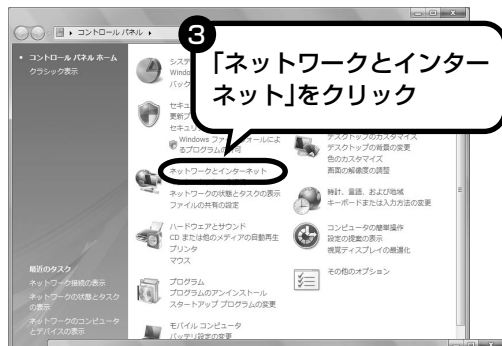 コントロール パネル
3
「ネットワークとインター
ネット」をクリック
コントロール パネル ホーム
クラシック表示
最近のタスク
ネットワーク接続の表示
ネットワークの状態とタスク
の表示
ネットワークのコンピュータ
とデバイスの表示
システ
Windo
バック
セキュ
更新プ
セキュリ
Windows ファイアウォールによ
るプログラムの許可
ネットワークとインターネット
ネットワークの状態とタスクの表示
ファイルの共有の設定
ハードウェアとサウンド
CD または他のメディアの自動再生
プリンタ
マウス
プログラム
プログラムのアンインストール
スタートアップ プログラムの変更
モバイル コンピュータ
バッテリ設定の変更
デスクトップのカスタマイズ
デスクトップの背景の変更
色のカスタマイズ
画面の解像度の調整
時計、言語、および地域
キーボードまたは入力方法の変更
コンピュータの簡単操作
設定の提案の表示
視覚ディスプレイの最適化
その他のオプション